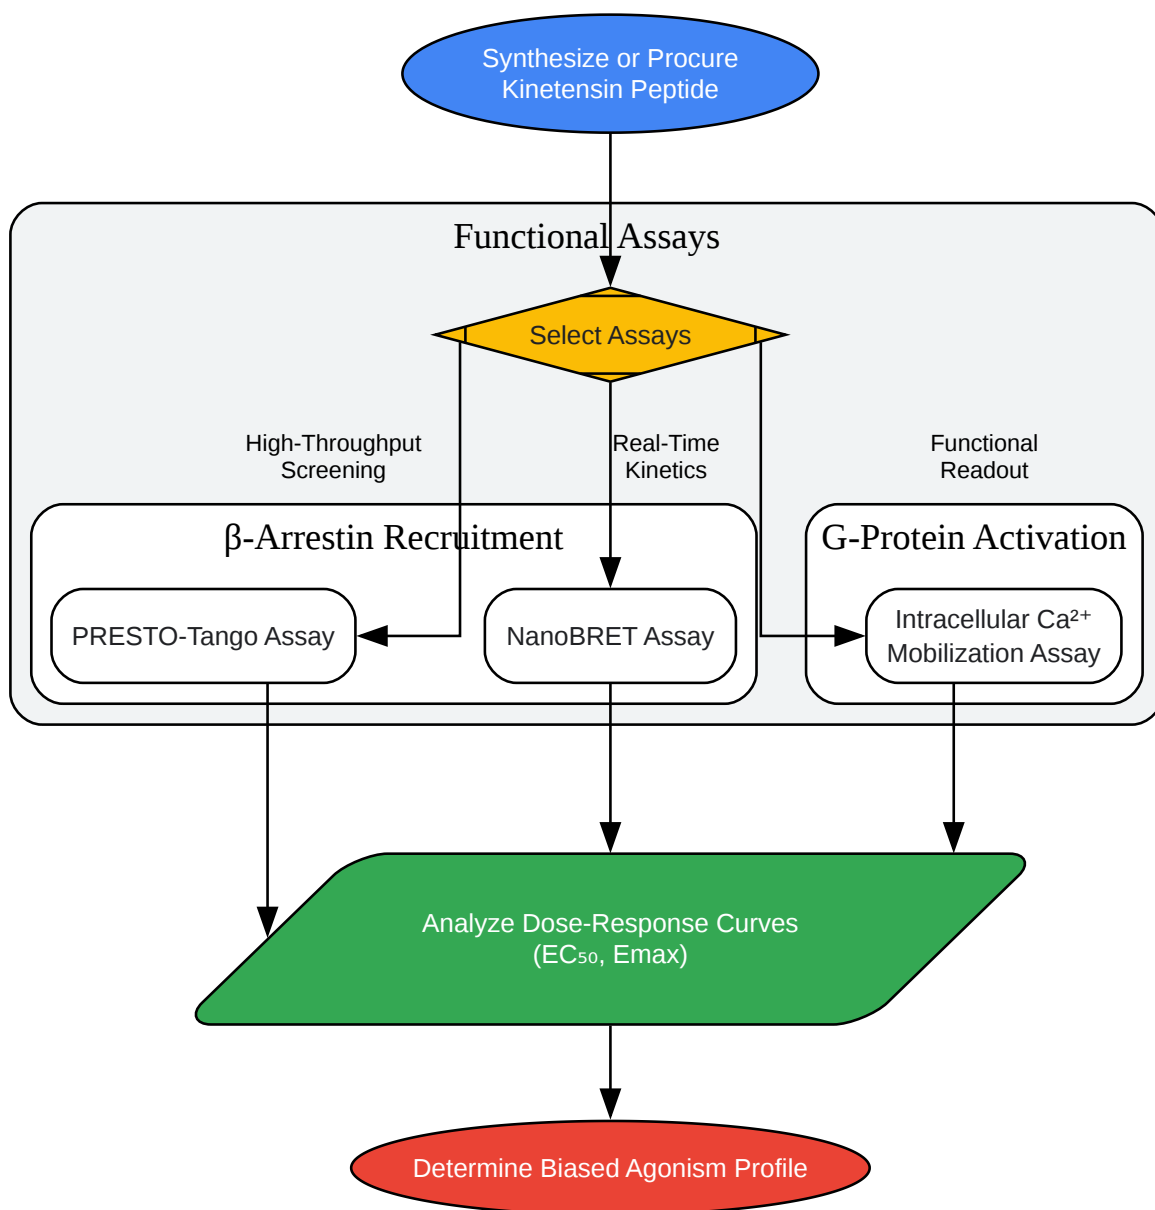 Synthesize or Procure
Kinetensin Peptide
Functional Assays
Select Assays
High-Throughput
Screening
Real-Time
Kinetics
Functional
Readout
β-Arrestin Recruitment
G-Protein Activation
PRESTO-Tango Assay
NanoBRET Assay
Intracellular Ca²⁺
Mobilization Assay
Analyze Dose-Response Curves
(EC₅₀, Emax)
Determine Biased Agonism Profile